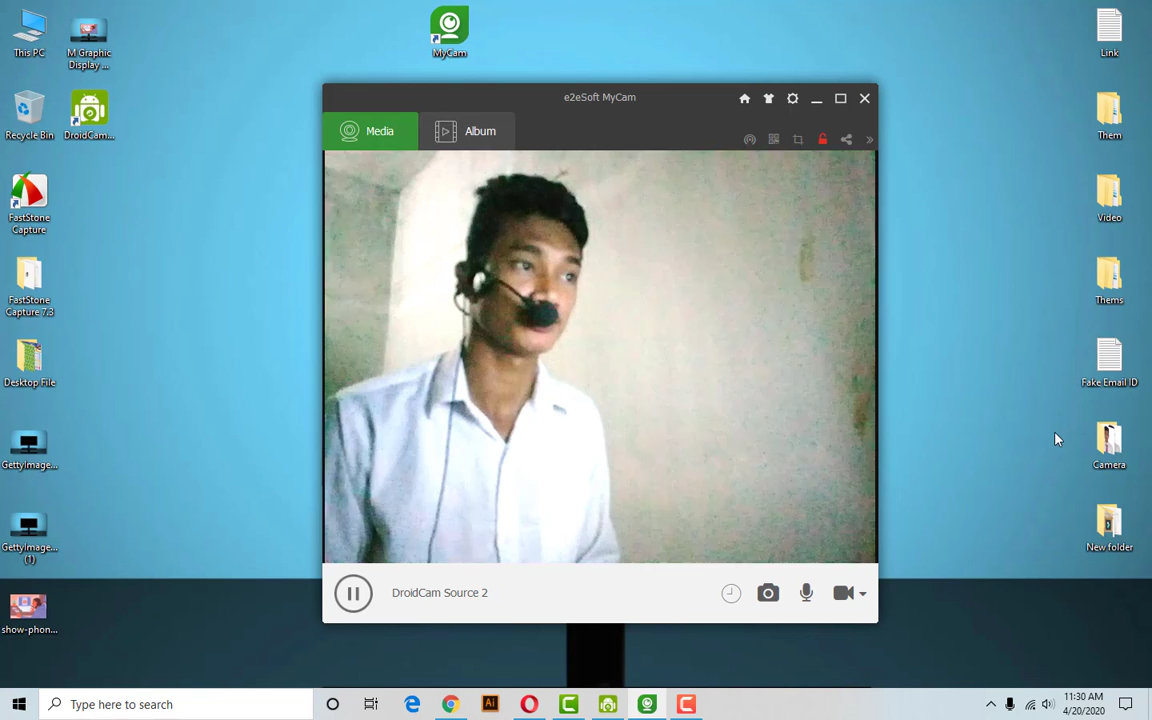 This PC
M Graphic
Display ...
MyCam
Link
Recycle Bin
DroidCam...
Them
FastStone
Capture
Video
FastStone
Capture 7.3
Thems
Desktop File
Fake Email ID
GettyImage...
Camera
GettyImage...
(1)
New folder
show-phon...
e2eSoft MyCam
Media
Album
DroidCam Source 2
Type here to search
Ai
11:30 AM
4/20/2020